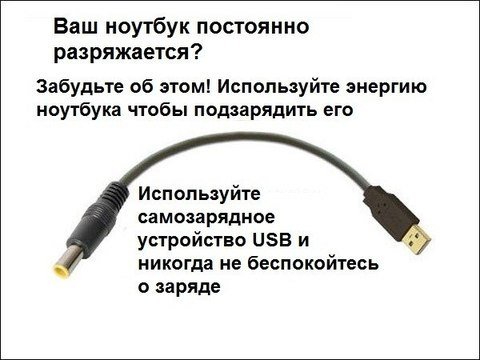 Ваш ноутбук постоянно
разряжается?
Забудьте об этом! Используйте энергию
ноутбука чтобы подзарядить его
Используйте
самозарядное
устройство USB и
никогда не беспокойтесь
о заряде